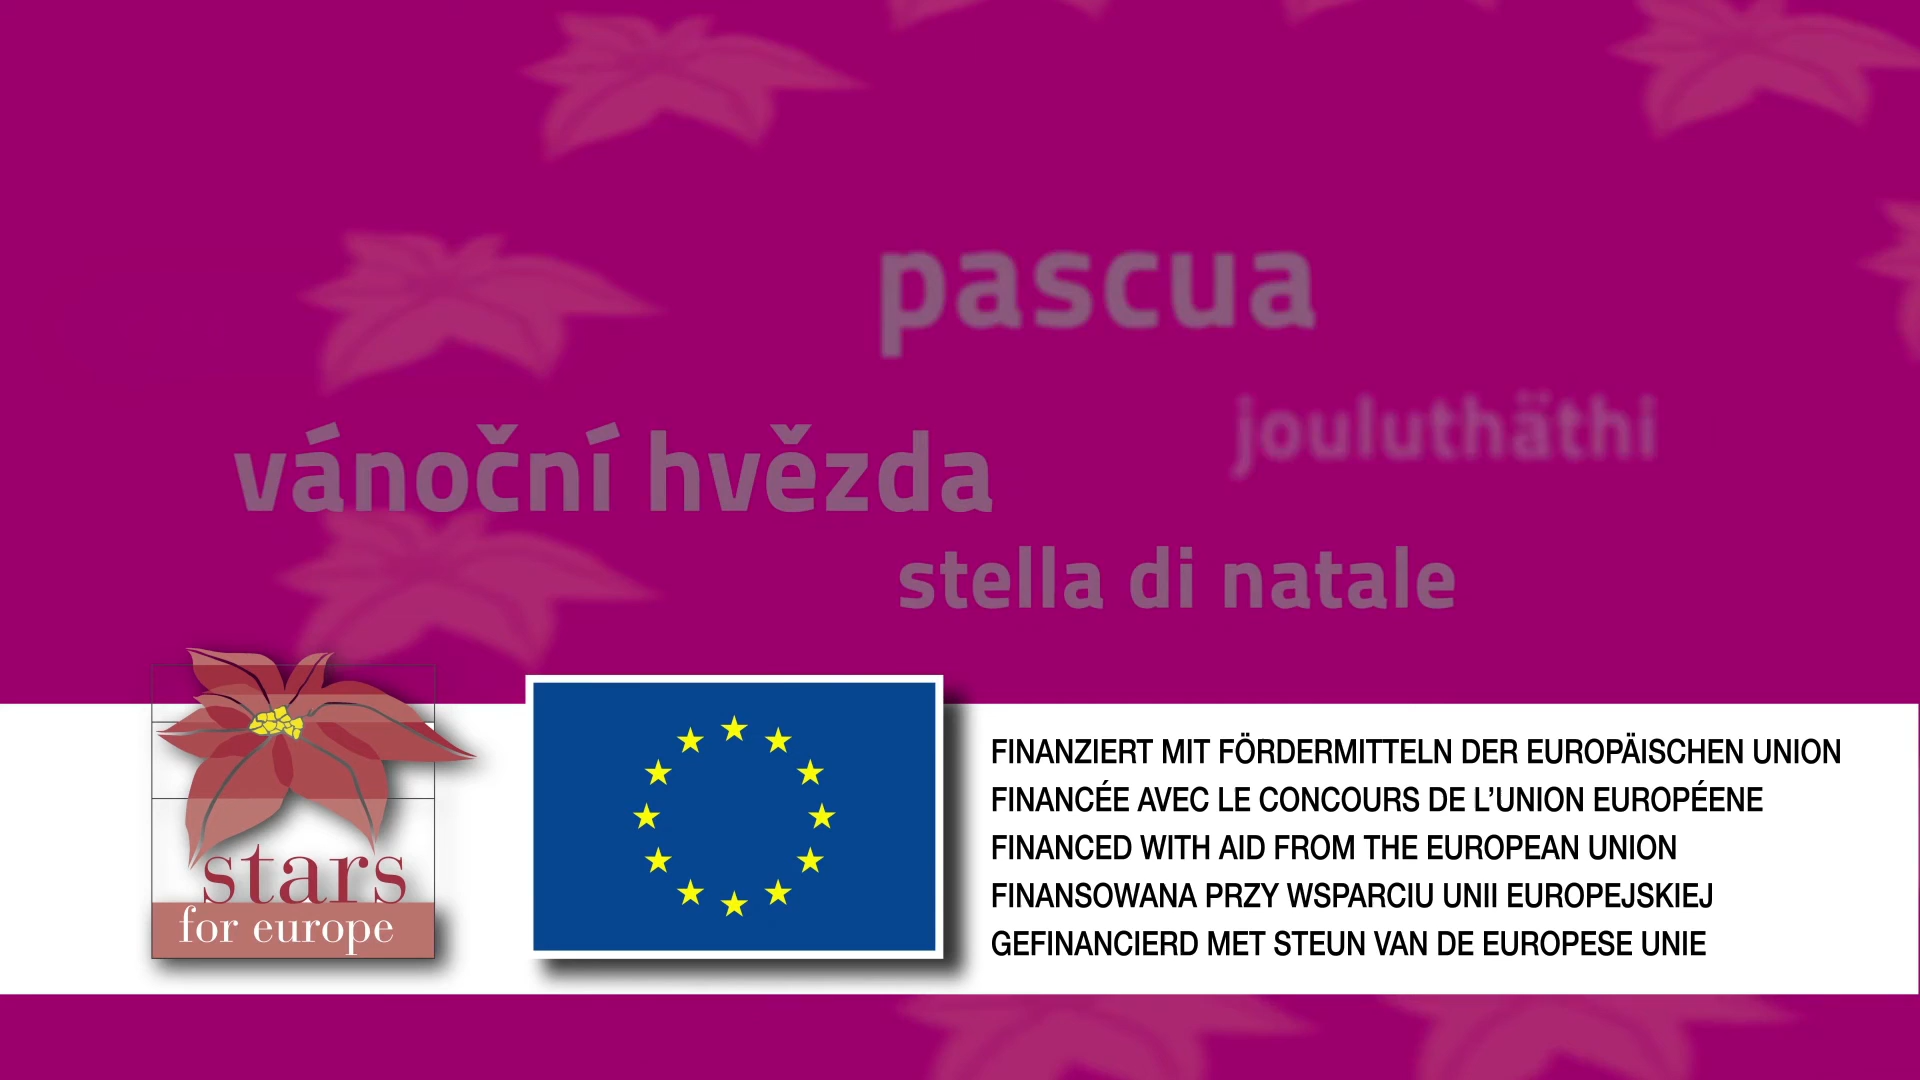 pascua
jouluthäthi
vánoční hvězda
stella di natale
stars
for europe
FINANZIERT MIT FÖRDERMITTELN DER EUROPÄISCHEN UNION
FINANCÉE AVEC LE CONCOURS DE L’UNION EUROPÉENE
FINANCED WITH AID FROM THE EUROPEAN UNION
FINANSOWANA PRZY WSPARCIU UNII EUROPEJSKIEJ
GEFINANCIERD MET STEUN VAN DE EUROPESE UNIE